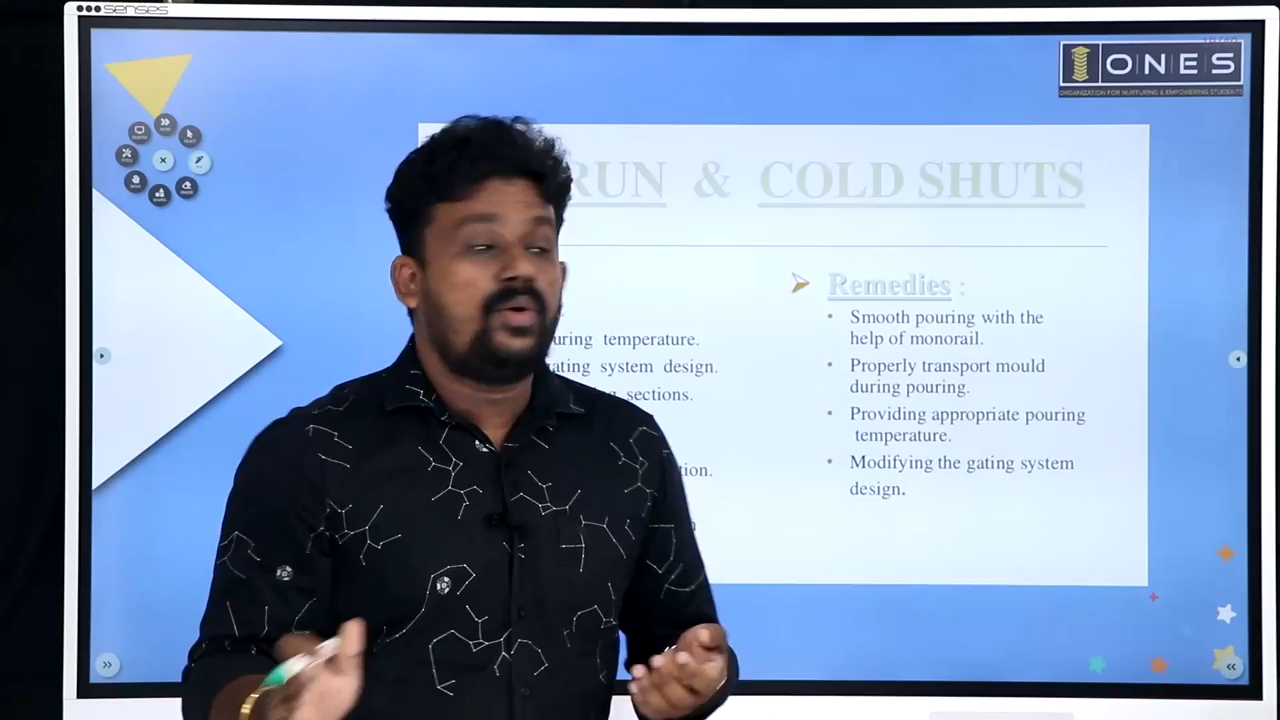 senses
ONES
ORGANIZATION FOR NURTURING & EMPOWERING STUDENTS
RUN & COLD SHUTS
uring temperature.
ating system design.
sections.
tion.
Remedies :
• Smooth pouring with the
help of monorail.
• Properly transport mould
during pouring.
• Providing appropriate pouring
temperature.
• Modifying the gating system
design.